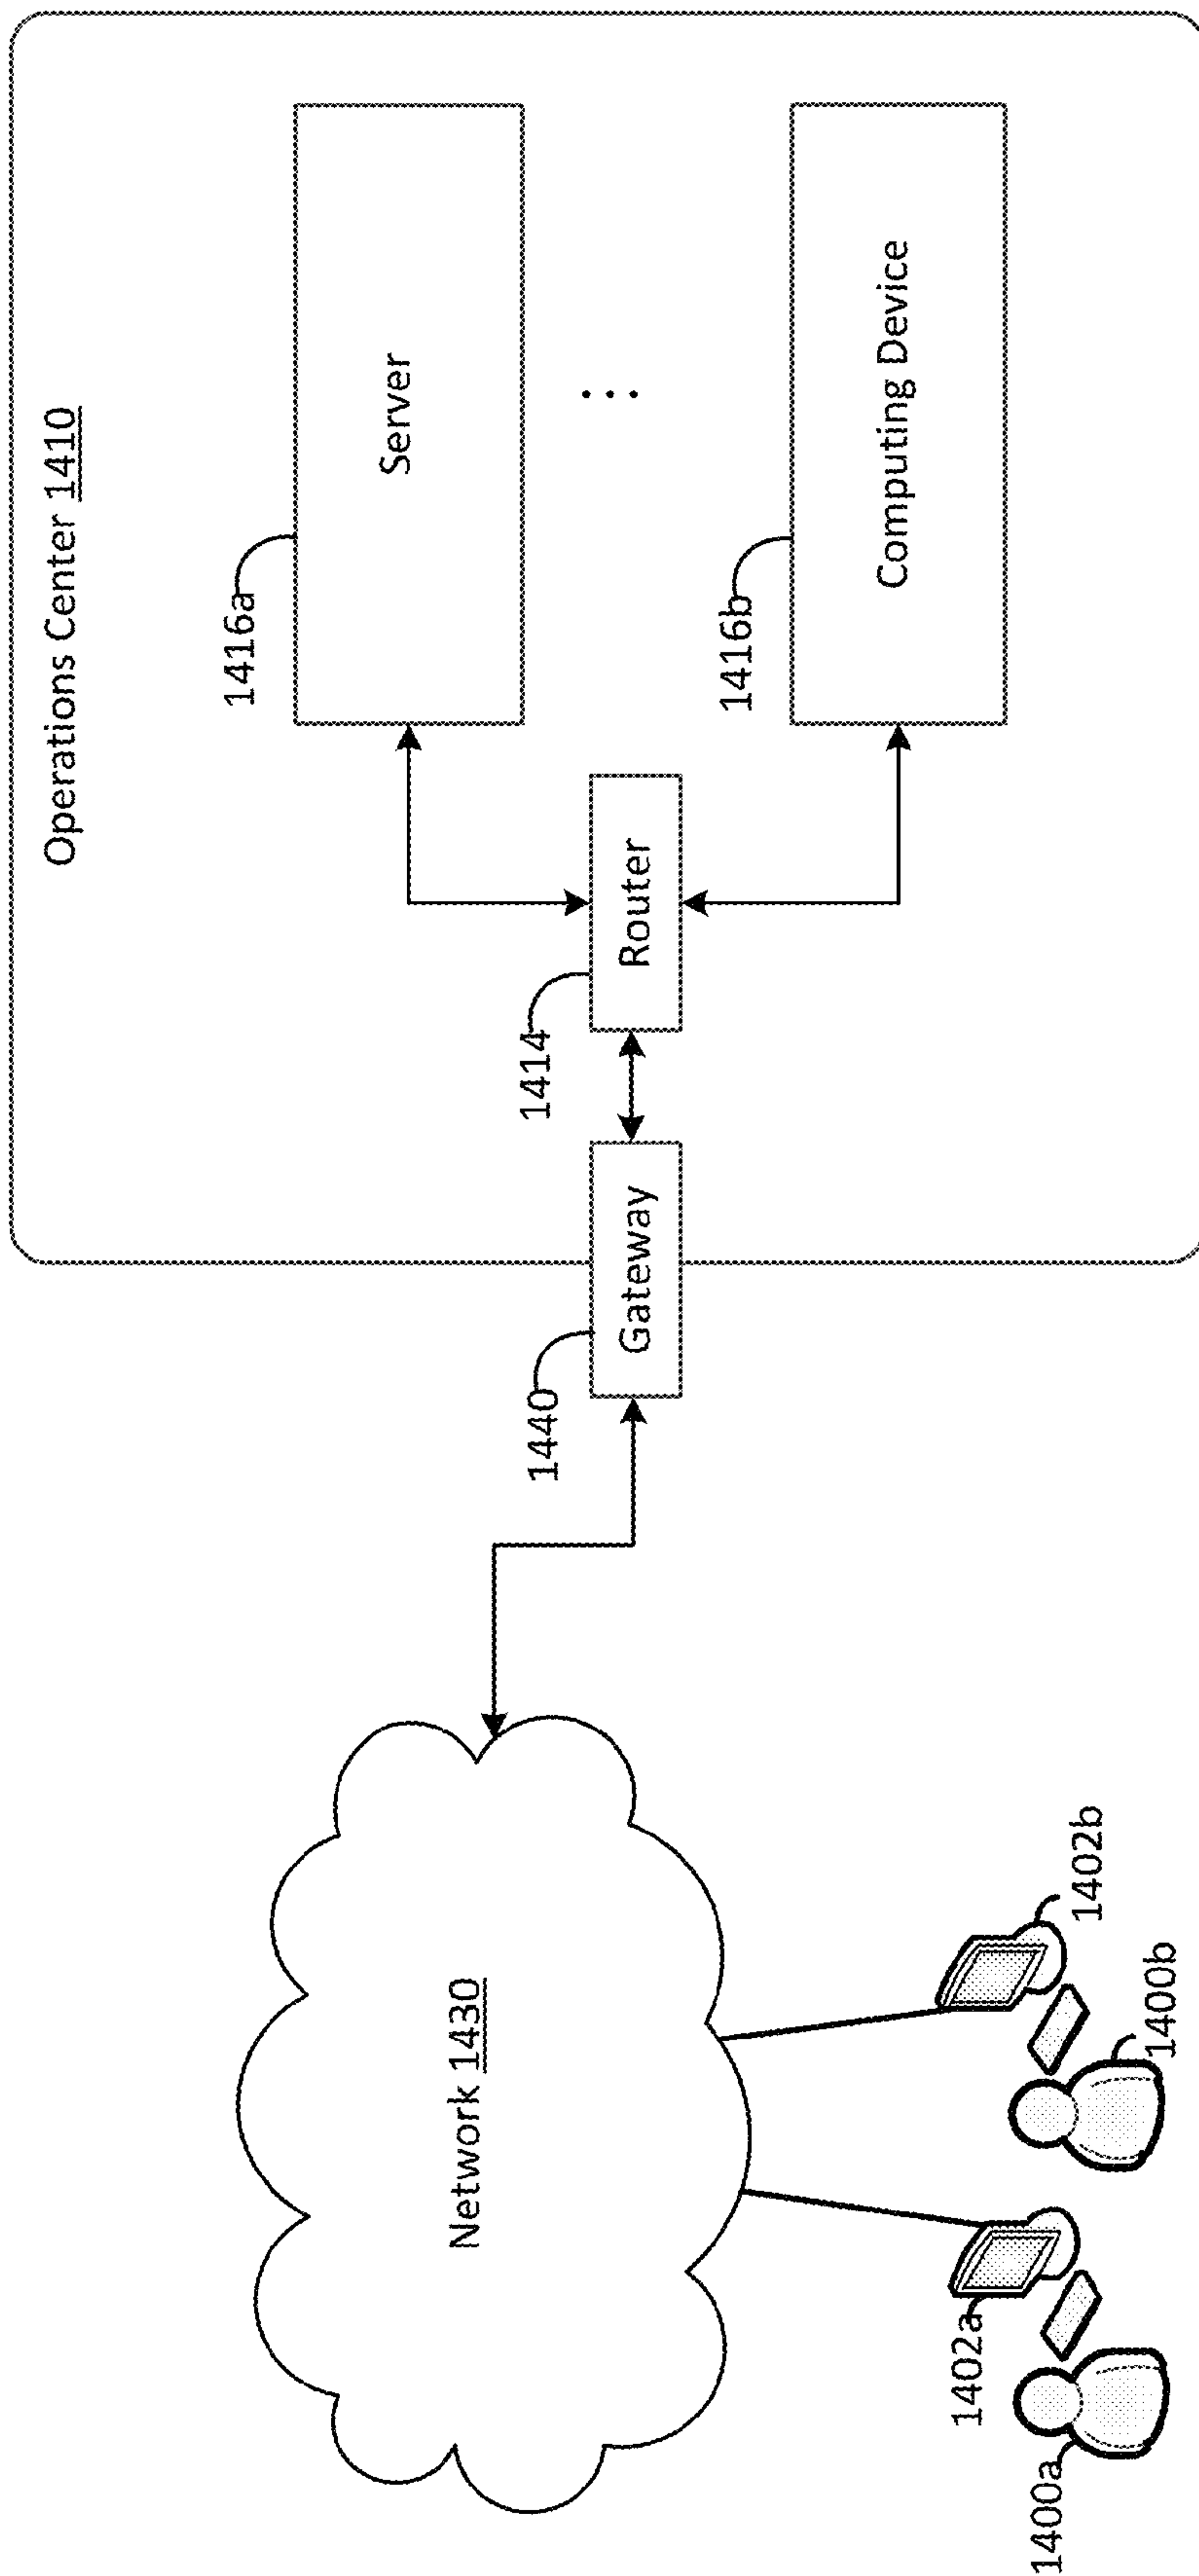 Operations Center 1410
1416a
Server
1414
Router
1440
Gateway
1416b
Computing Device
Network 1430
1402a
1402b
1400a
1400b